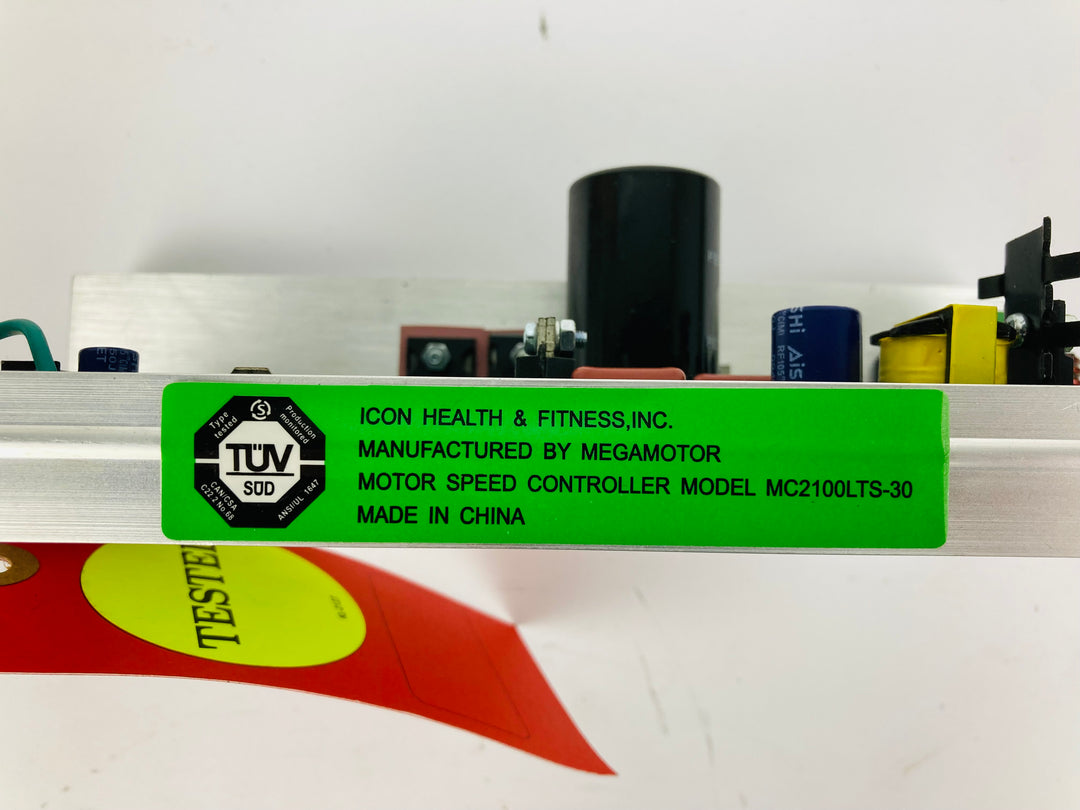 ICON HEALTH & FITNESS,INC.
MANUFACTURED BY MEGAMOTOR
MOTOR SPEED CONTROLLER MODEL MC2100LTS-30
MADE IN CHINA
Type tested
Production monitored
TÜV
SÜD
CAN/CSA
C22.2 No.68
ANSI/UL 1647
TESTED